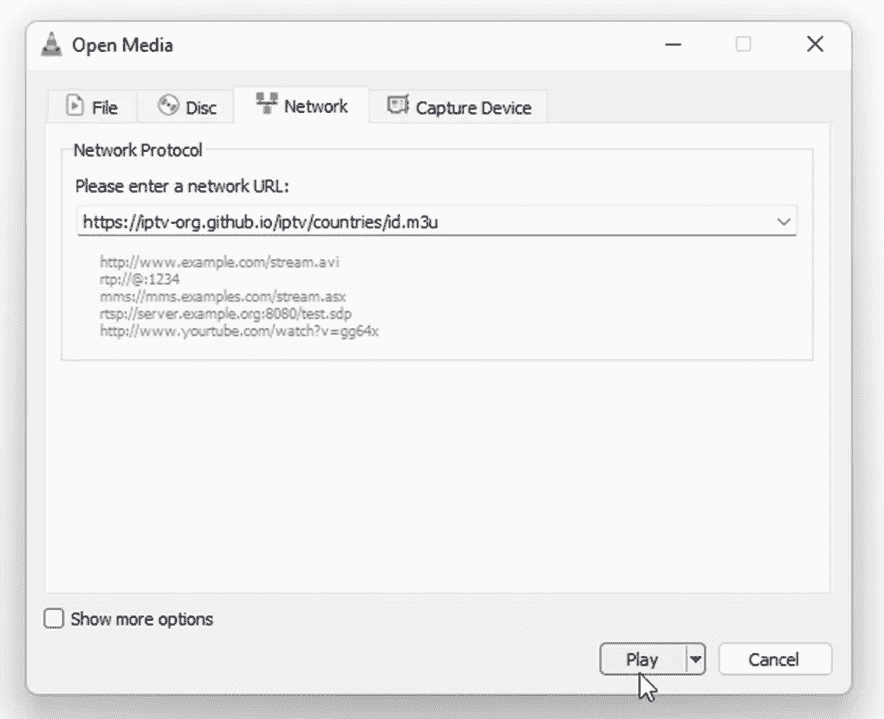 Open Media
File Disc Network Capture Device
Network Protocol
Please enter a network URL:
https://iptv-org.github.io/iptv/countries/id.m3u
http://www.example.com/stream.avi
rtp://@:1234
mms://mms.examples.com/stream.asx
rtsp://server.example.org:8080/test.sdp
http://www.yourtube.com/watch?v=gg64x
Show more options
Play Cancel